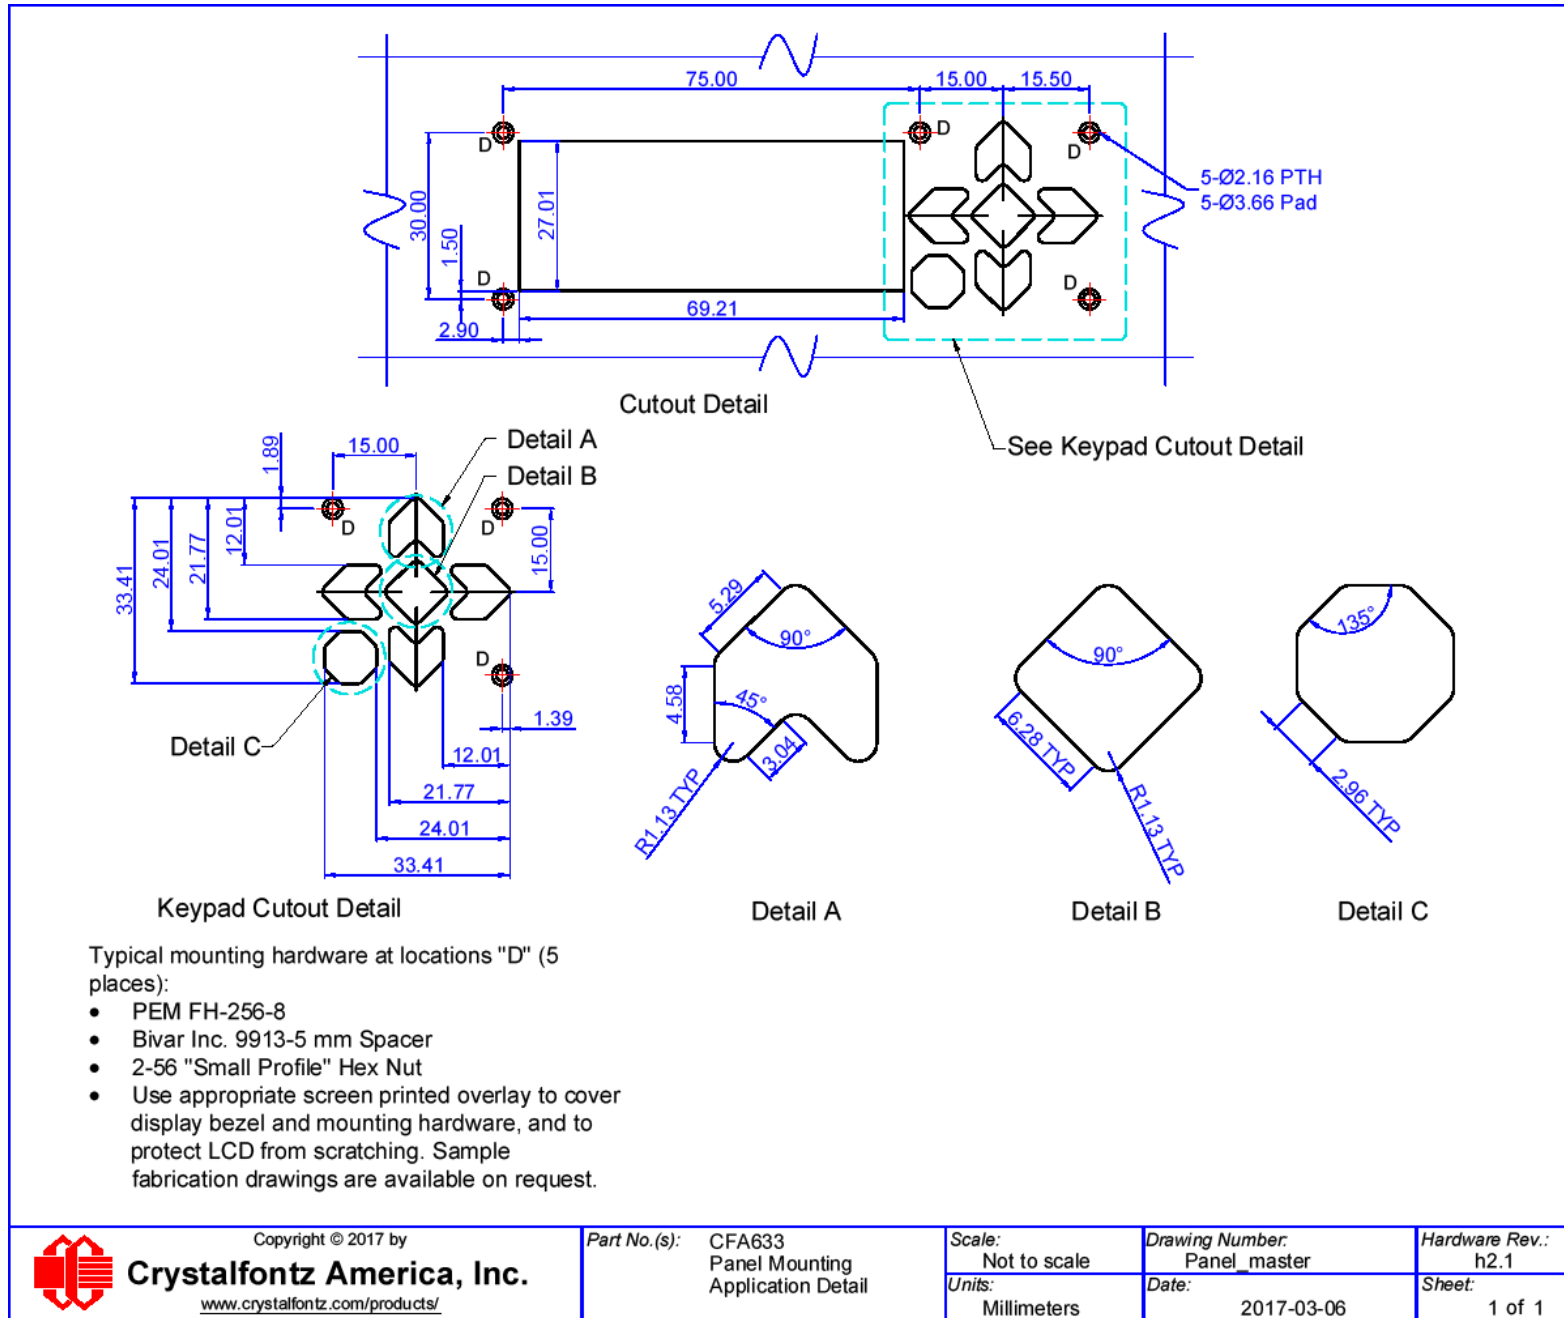 75.00
15.00
15.50
D
D
D
5-Ø2.16 PTH
5-Ø3.66 Pad
30.00
27.01
1.50
D
D
69.21
2.90
Cutout Detail
See Keypad Cutout Detail
Detail A
Detail B
1.89
15.00
D
D
12.01
21.77
24.01
33.41
15.00
D
1.39
Detail C
12.01
21.77
24.01
33.41
Keypad Cutout Detail
5.29
90°
4.58
45°
3.04
R1.13 TYP
Detail A
90°
6.28 TYP
R1.13 TYP
Detail B
135°
2.96 TYP
Detail C
Typical mounting hardware at locations "D" (5
places):
• PEM FH-256-8
• Bivar Inc. 9913-5 mm Spacer
• 2-56 "Small Profile" Hex Nut
• Use appropriate screen printed overlay to cover
display bezel and mounting hardware, and to
protect LCD from scratching. Sample
fabrication drawings are available on request.
Copyright © 2017 by
Crystalfontz America, Inc.
www.crystalfontz.com/products/
Part No.(s): CFA633
Panel Mounting
Application Detail
Scale:
Not to scale
Units:
Millimeters
Drawing Number:
Panel_master
Date:
2017-03-06
Hardware Rev.:
h2.1
Sheet:
1 of 1